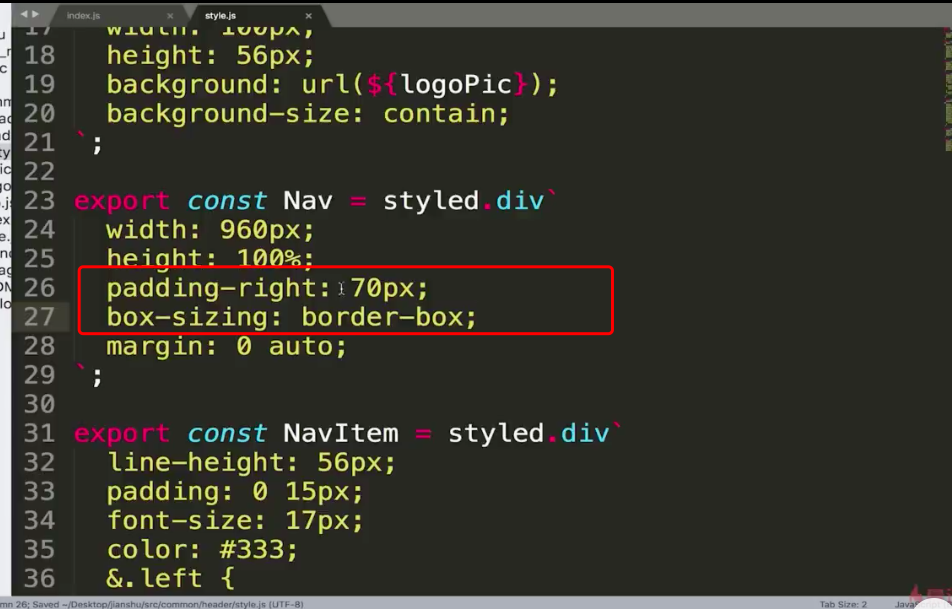 index.js × style.js ×
17 width: 100px;
18 height: 56px;
19 background: url(${logoPic});
20 background-size: contain;
21 `;
22
23 export const Nav = styled.div`
24 width: 960px;
25 height: 100%;
26 padding-right: 70px;
27 box-sizing: border-box;
28 margin: 0 auto;
29 `;
30
31 export const NavItem = styled.div`
32 line-height: 56px;
33 padding: 0 15px;
34 font-size: 17px;
35 color: #333;
36 &.left {
mn 26; Saved ~/Desktop/jianshu/src/common/header/style.js (UTF-8) Tab Size: 2